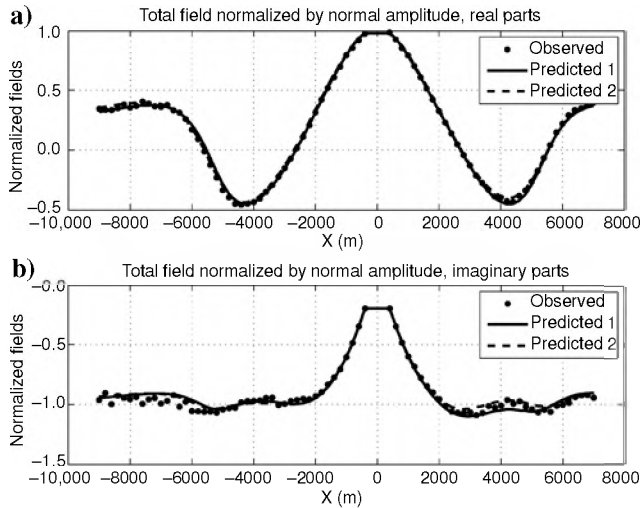 a)
Total field normalized by normal amplitude, real parts
Normalized fields
1.0
0.5
0.0
−0.5
Observed
Predicted 1
Predicted 2
−10,000 −8000 −6000 −4000 −2000 0 2000 4000 6000 8000
X (m)
b)
Total field normalized by normal amplitude, imaginary parts
Normalized fields
−0.0
−0.5
−1.0
−1.5
Observed
Predicted 1
Predicted 2
−10,000 −8000 −6000 −4000 −2000 0 2000 4000 6000 8000
X (m)